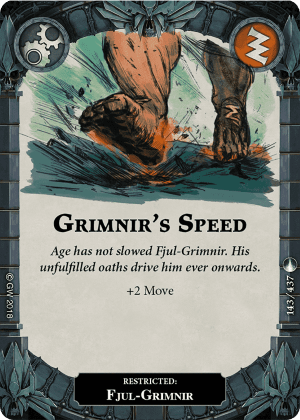 GRIMNIR'S SPEED
Age has not slowed Fjul-Grimnir. His
unfulfilled oaths drive him ever onwards.
+2 Move
© GW 2018
143/437
RESTRICTED:
FJUL-GRIMNIR